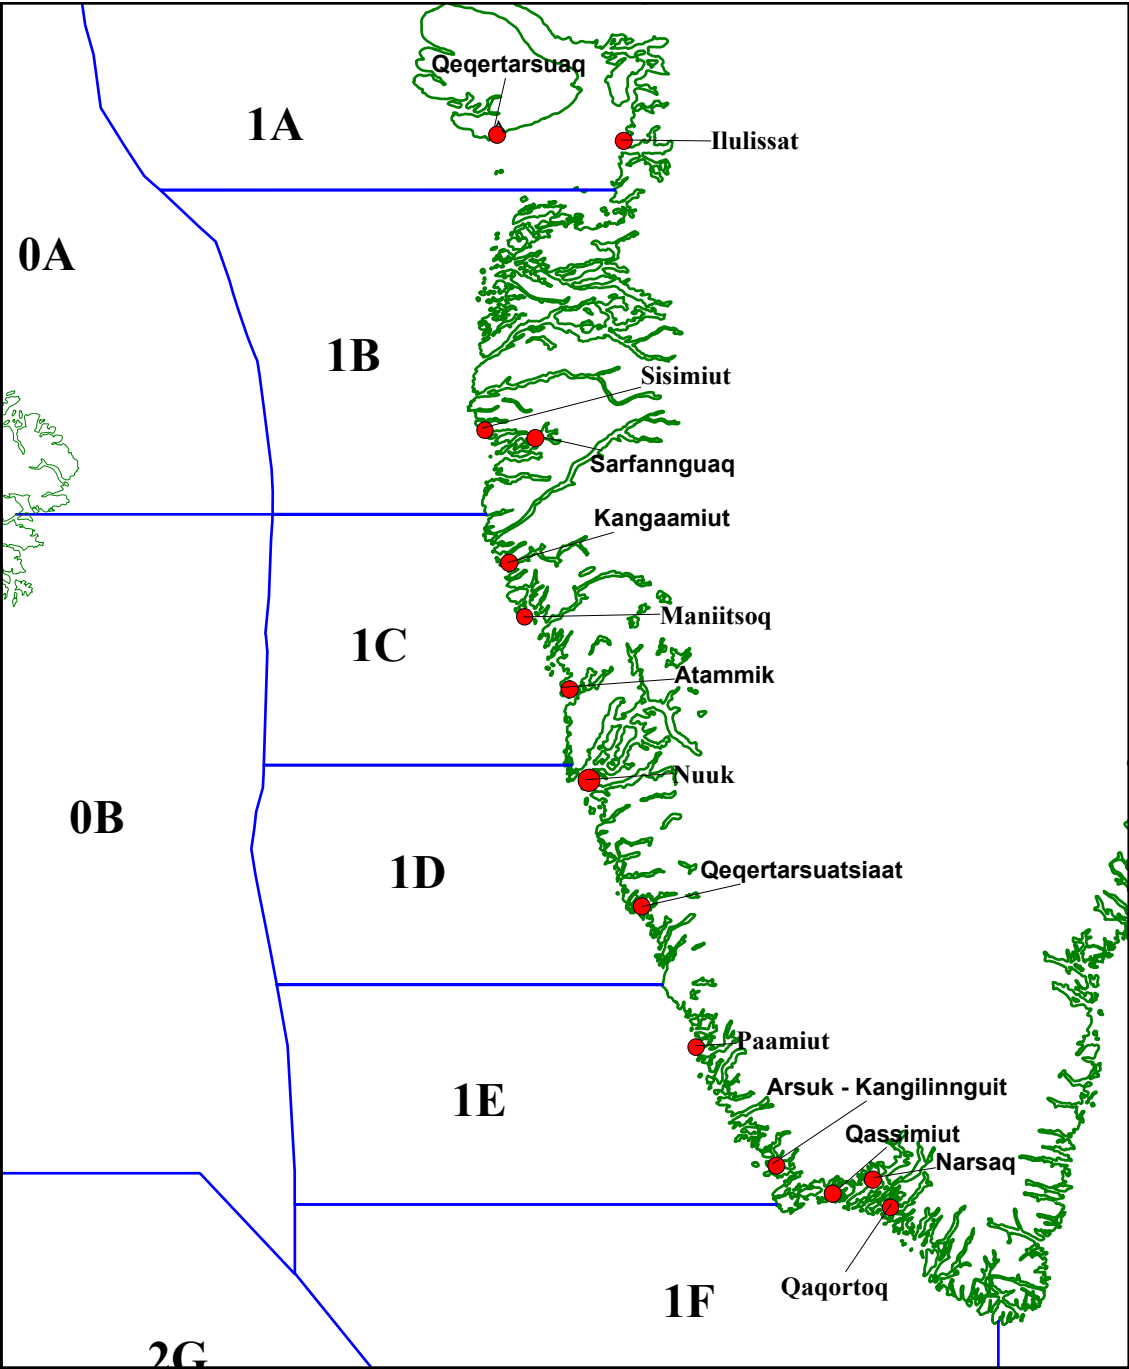 Qeqertarsuaq
1A
Ilulissat
0A
1B
Sisimiut
Sarfannguaq
Kangaamiut
Maniitsoq
1C
Atammik
Nuuk
0B
1D
Qeqertarsuatsiaat
Paamiut
1E
Arsuk - Kangilinnguit
Qassimiut
Narsaq
Qaqortoq
1F
2G